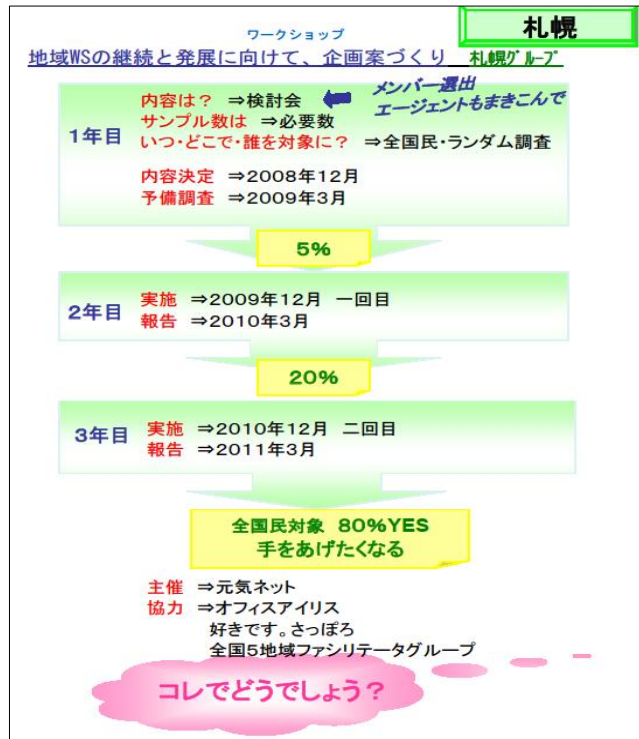 札幌
ワークショップ
地域WSの継続と発展に向けて、企画案づくり 札幌グループ
1年目
内容は? ⇒検討会
メンバー選出
エージェントもまきこんで
サンプル数は ⇒必要数
いつ・どこで・誰を対象に? ⇒全国民・ランダム調査
内容決定 ⇒2008年12月
予備調査 ⇒2009年3月
5%
2年目
実施 ⇒2009年12月 一回目
報告 ⇒2010年3月
20%
3年目
実施 ⇒2010年12月 二回目
報告 ⇒2011年3月
全国民対象 80%YES
手をあげたくなる
主催 ⇒元気ネット
協力 ⇒オフィスアイリス
好きです。さっぽろ
全国5地域ファシリテータグループ
コレでどうでしょう?